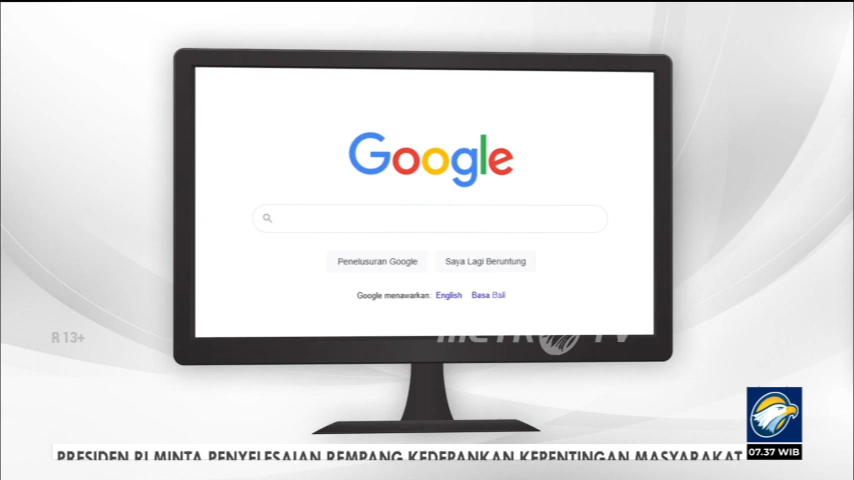 Google
Penelusuran Google Saya Lagi Beruntung
Google menawarkan: English Basa Bali
R 13+
METRO TV
PRESIDEN RI MINTA PENYELESAIAN REMPANG KEDEPANKAN KEPENTINGAN MASYARAKAT
07.37 WIB